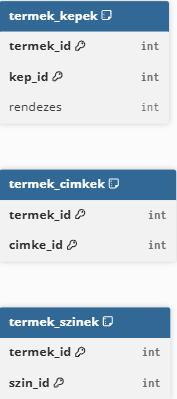 termek_kepek
termek_id int
kep_id int
rendezes int
termek_cimkek
termek_id int
cimke_id int
termek_szinek
termek_id int
szin_id int